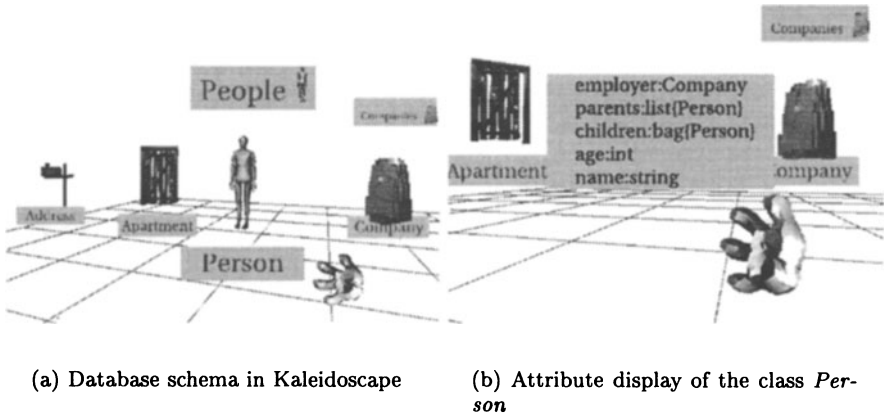 People
Companies
Address
Apartment
Company
Person
Companies
employer:Company
parents:list{Person}
children:bag{Person}
age:int
name:string
Apartment
ompany
(a) Database schema in Kaleidoscape
(b) Attribute display of the class Per-
son